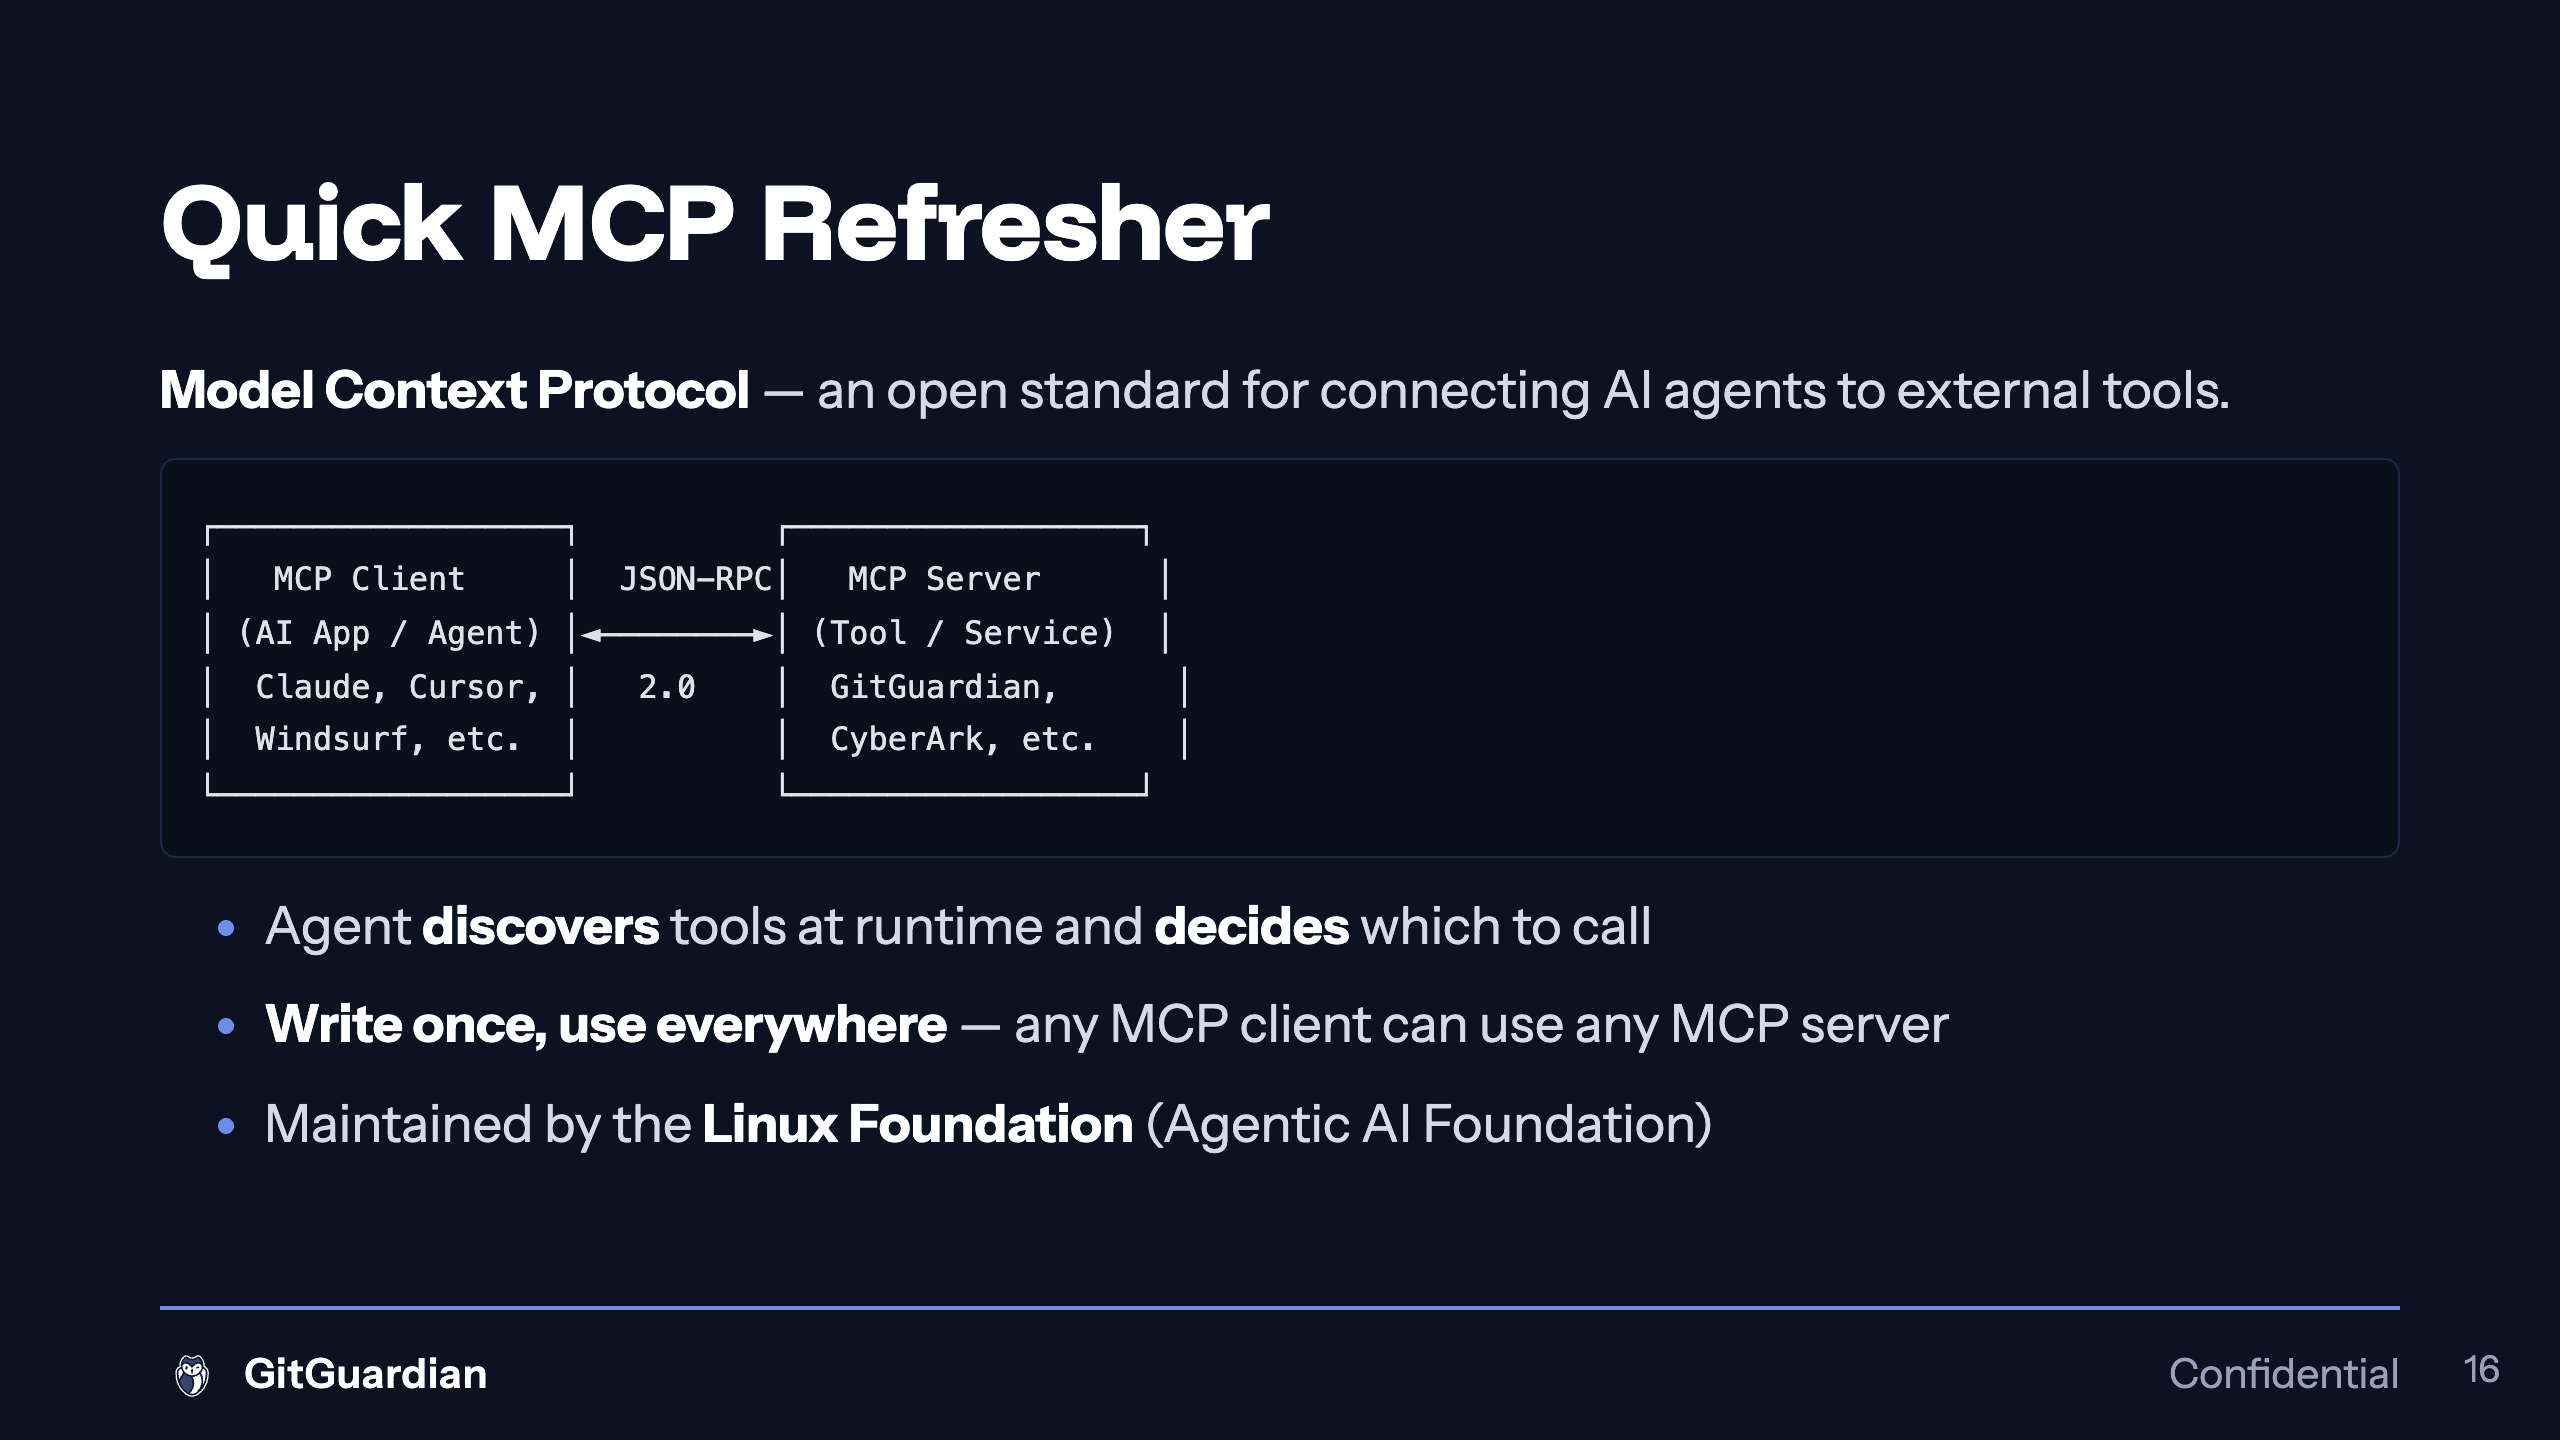 Quick MCP Refresher
Model Context Protocol — an open standard for connecting AI agents to external tools.
┌───────────────────┐          ┌───────────────────┐
│   MCP Client      │  JSON-RPC│   MCP Server       │
│ (AI App / Agent)  │◄────────►│ (Tool / Service)   │
│  Claude, Cursor,  │   2.0    │  GitGuardian,       │
│  Windsurf, etc.   │          │  CyberArk, etc.     │
└───────────────────┘          └───────────────────┘
• Agent discovers tools at runtime and decides which to call
• Write once, use everywhere — any MCP client can use any MCP server
• Maintained by the Linux Foundation (Agentic AI Foundation)
GitGuardian
Confidential 16